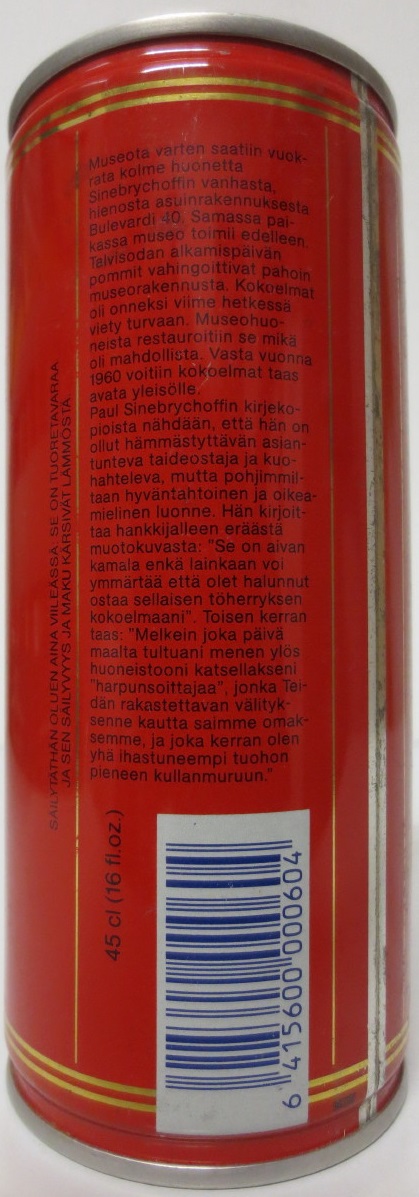 Museota varten saatiin vuok-
rata kolme huonetta
Sinebrychoffin vanhasta,
hienosta asuinrakennuksesta
Bulevardi 40. Samassa pai-
kassa museo toimii edelleen.
Talvisodan alkamispäivän
pommit vahingoittivat pahoin
museorakennusta. Kokoelmat
oli onneksi viime hetkessä
viety turvaan. Museohuo-
neista restauroitiin se mikä
oli mahdollista. Vasta vuonna
1960 voitiin kokoelmat taas
avata yleisölle.
Paul Sinebrychoffin kirjeko-
pioista nähdään, että hän on
ollut hämmästyttävän asian-
tunteva taideostaja ja kuo-
hahteleva, mutta pohjimmil-
taan hyväntahtoinen ja oikea-
mielinen luonne. Hän kirjoit-
taa hankkijalleen eräästä
muotokuvasta: "Se on aivan
kamala enkä lainkaan voi
ymmärtää että olet halunnut
ostaa sellaisen töherryksen
kokoelmaani". Toisen kerran
taas: "Melkein joka päivä
maalta tultuani menen ylös
huoneistooni katsellakseni
"harpunsoittajaa", jonka Tei-
dän rakastettavan välityk-
senne kautta saimme omak-
semme, ja joka kerran olen
yhä ihastuneempi tuohon
pieneen kullanmuruun."
SÄILYTÄTHÄN OLUEN AINA VIILEÄSSÄ. SE ON TUORETAVARAA
JA SEN SÄILYVYYS JA MAKU KÄRSIVÄT LÄMMÖSTÄ.
45 cl (16 fl.oz.)
6 415600 000604